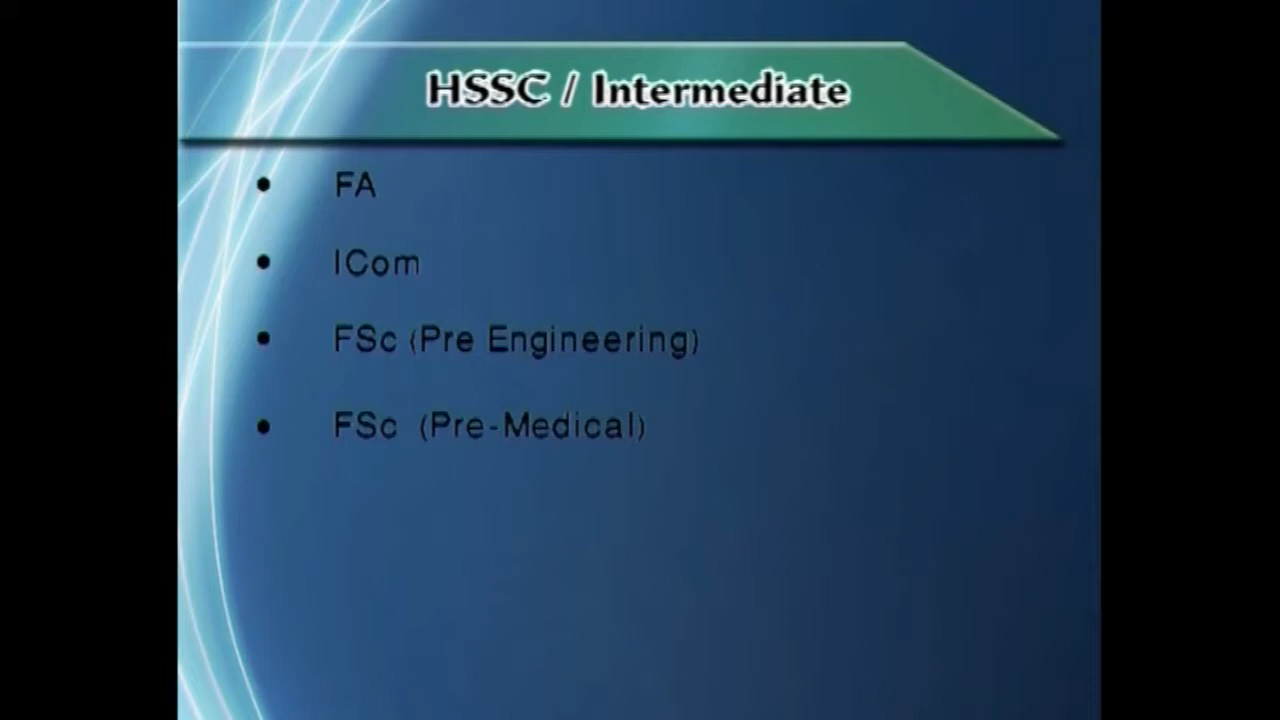 HSSC / Intermediate
• FA
• ICom
• FSc (Pre Engineering)
• FSc (Pre-Medical)